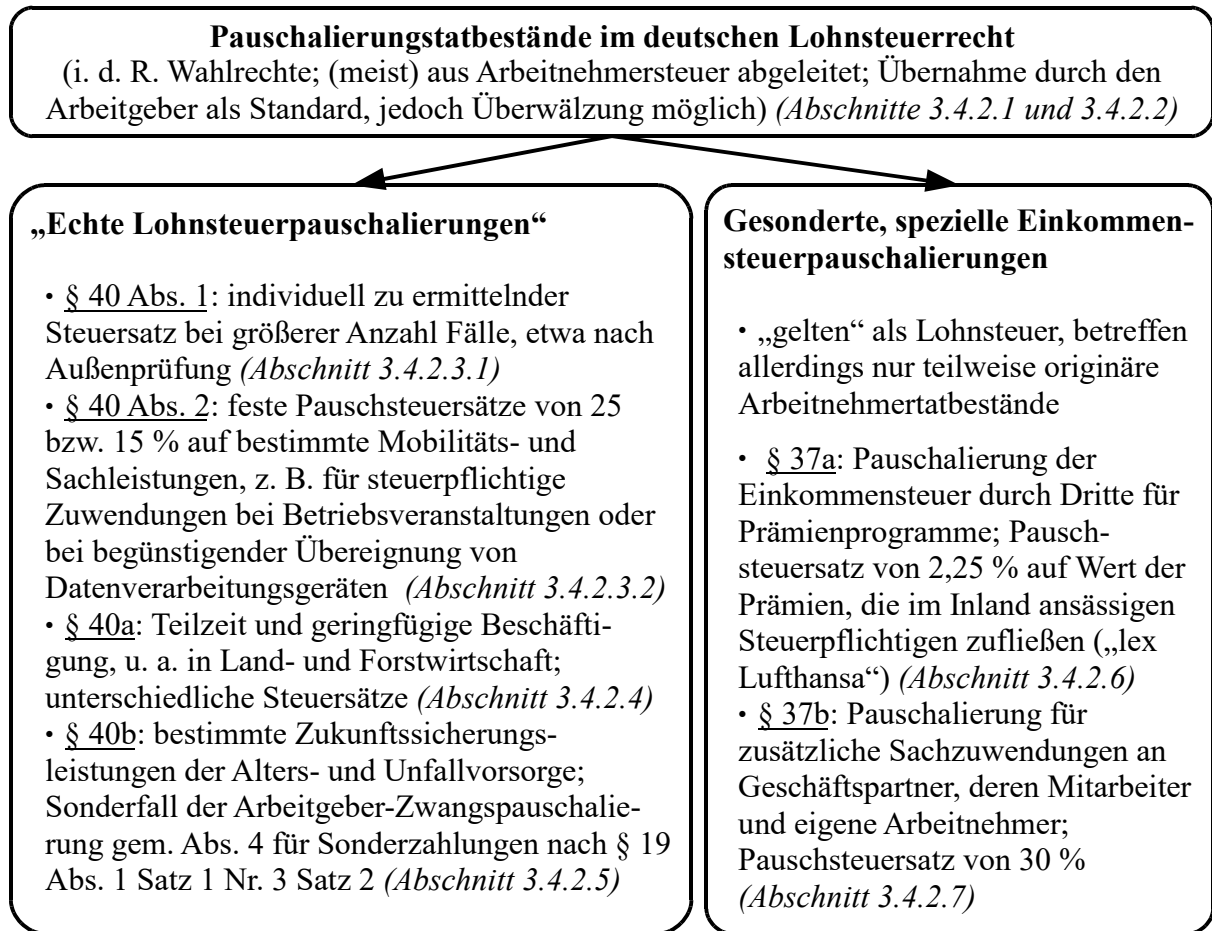 Pauschalierungstatbestände im deutschen Lohnsteuerrecht
(i. d. R. Wahlrechte; (meist) aus Arbeitnehmersteuer abgeleitet; Übernahme durch den
Arbeitgeber als Standard, jedoch Überwälzung möglich) (Abschnitte 3.4.2.1 und 3.4.2.2)
„Echte Lohnsteuerpauschalierungen“
· § 40 Abs. 1: individuell zu ermittelnder
Steuersatz bei größerer Anzahl Fälle, etwa nach
Außenprüfung (Abschnitt 3.4.2.3.1)
· § 40 Abs. 2: feste Pauschsteuersätze von 25
bzw. 15 % auf bestimmte Mobilitäts- und
Sachleistungen, z. B. für steuerpflichtige
Zuwendungen bei Betriebsveranstaltungen oder
bei begünstigender Übereignung von
Datenverarbeitungsgeräten (Abschnitt 3.4.2.3.2)
· § 40a: Teilzeit und geringfügige Beschäfti-
gung, u. a. in Land- und Forstwirtschaft;
unterschiedliche Steuersätze (Abschnitt 3.4.2.4)
· § 40b: bestimmte Zukunftssicherungs-
leistungen der Alters- und Unfallvorsorge;
Sonderfall der Arbeitgeber-Zwangspauschalie-
rung gem. Abs. 4 für Sonderzahlungen nach § 19
Abs. 1 Satz 1 Nr. 3 Satz 2 (Abschnitt 3.4.2.5)
Gesonderte, spezielle Einkommen-
steuerpauschalierungen
· „gelten“ als Lohnsteuer, betreffen
allerdings nur teilweise originäre
Arbeitnehmertatbestände
· § 37a: Pauschalierung der
Einkommensteuer durch Dritte für
Prämienprogramme; Pausch-
steuersatz von 2,25 % auf Wert der
Prämien, die im Inland ansässigen
Steuerpflichtigen zufließen („lex
Lufthansa“) (Abschnitt 3.4.2.6)
· § 37b: Pauschalierung für
zusätzliche Sachzuwendungen an
Geschäftspartner, deren Mitarbeiter
und eigene Arbeitnehmer;
Pauschsteuersatz von 30 %
(Abschnitt 3.4.2.7)